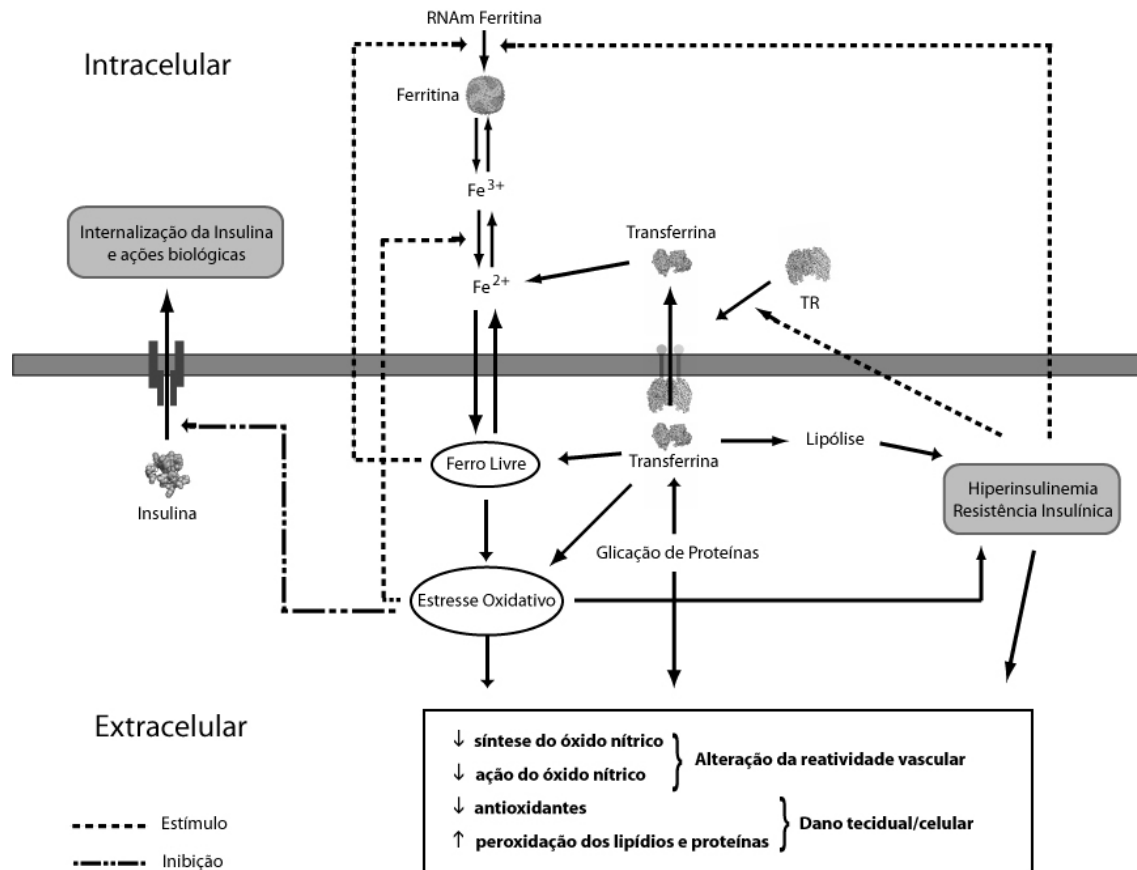 RNAm Ferritina
Intracelular
Ferritina
Fe3+
Internalização da Insulina
e ações biológicas
Transferrina
Fe2+
TR
Lipólise
Ferro Livre
Transferrina
Insulina
Hiperinsulinemia
Resistência Insulínica
Glicação de Proteínas
Estresse Oxidativo
Extracelular
↓ síntese do óxido nítrico
Alteração da reatividade vascular
↓ ação do óxido nítrico
↓ antioxidantes
Dano tecidual/celular
↑ peroxidação dos lipídios e proteínas
Estímulo
Inibição